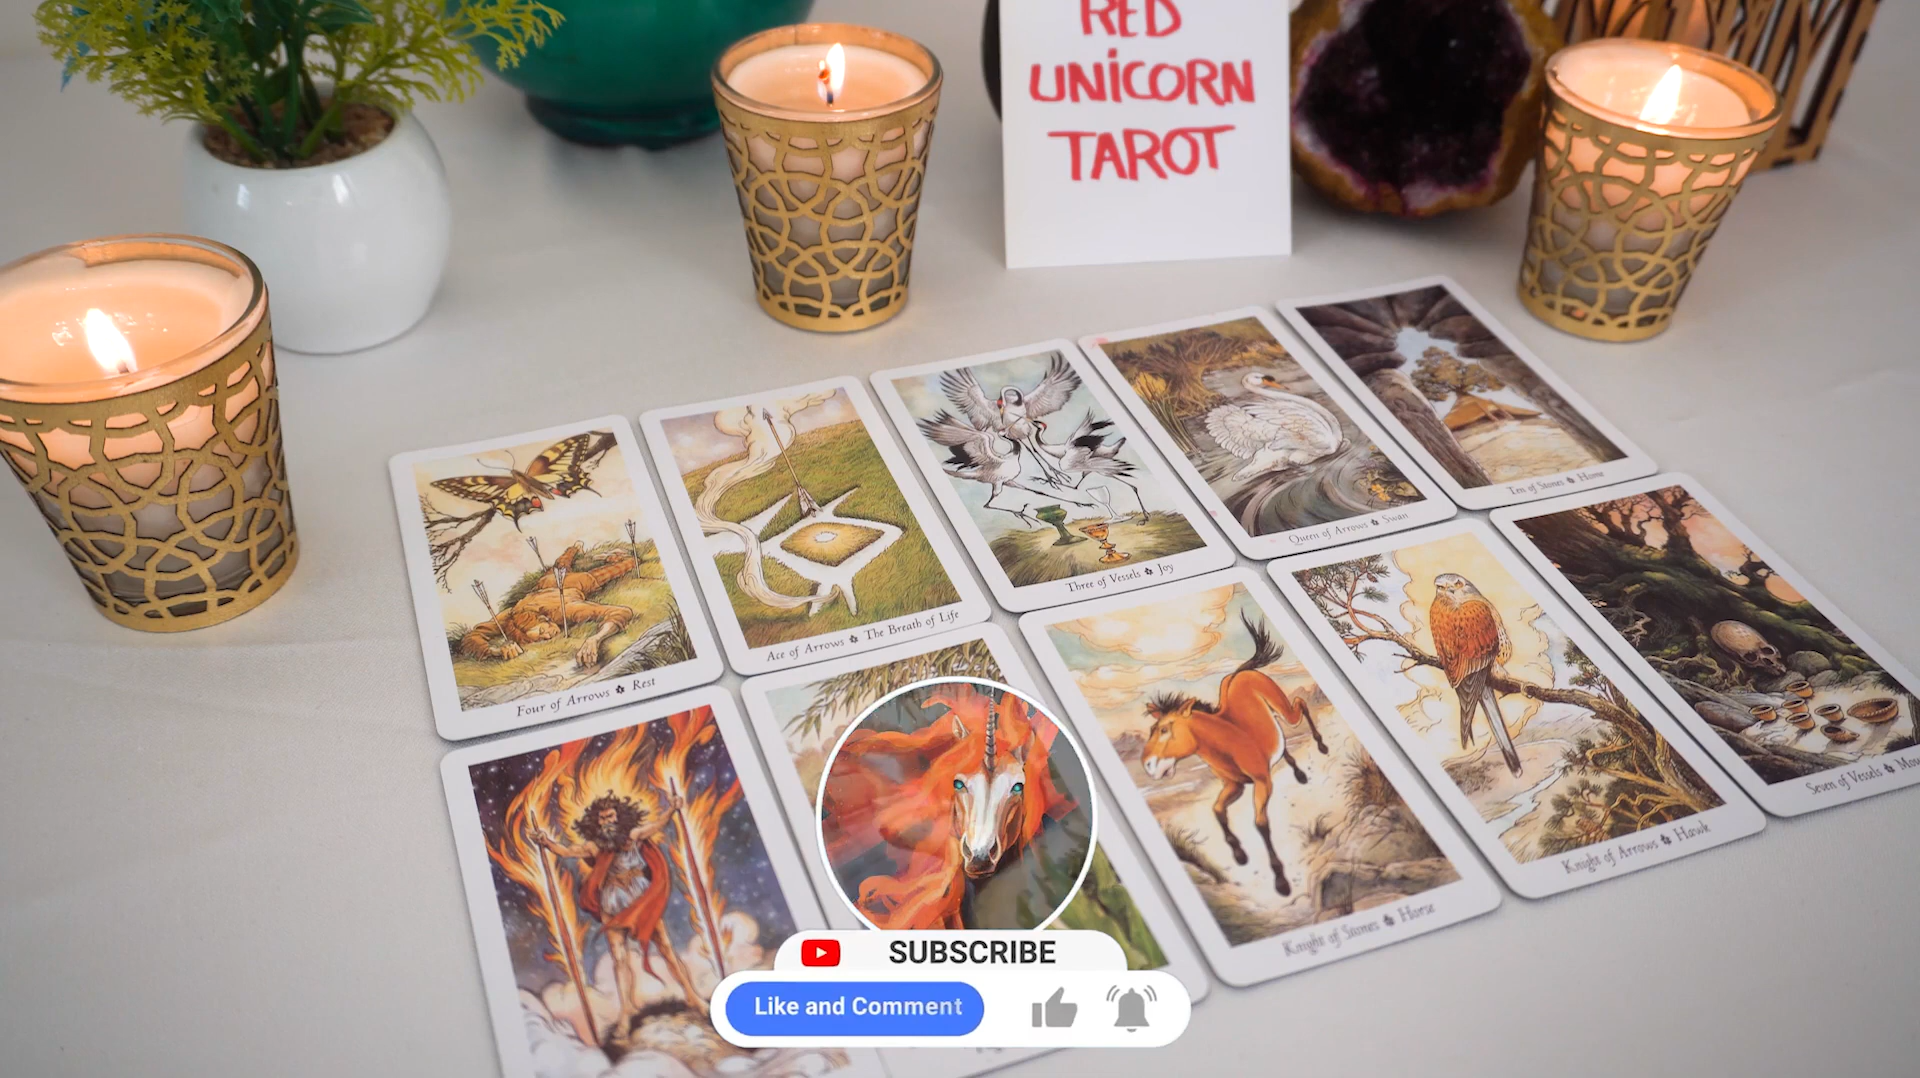 RED
UNiCORN
TAROT
Ten of Stones Home
Queen of Arrows Swan
Three of Vessels Joy
Ace of Arrows The Breath of Life
Four of Arrows Rest
Seven of Vessels
Knight of Arrows Hawk
Knight of Stones Horse
SUBSCRIBE
Like and Comment